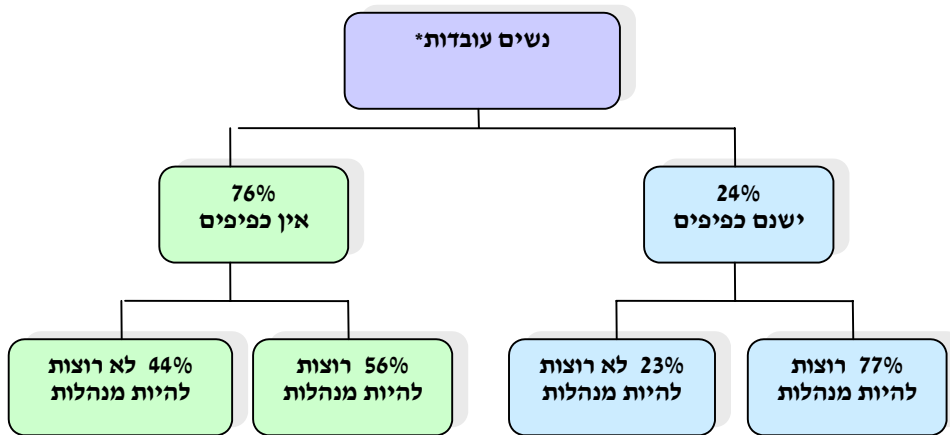 נשים עובדות*
24%
ישנם כפיפים
76%
אין כפיפים
77% רוצות
להיות מנהלות
23% לא רוצות
להיות מנהלות
56% רוצות
להיות מנהלות
44% לא רוצות
להיות מנהלות